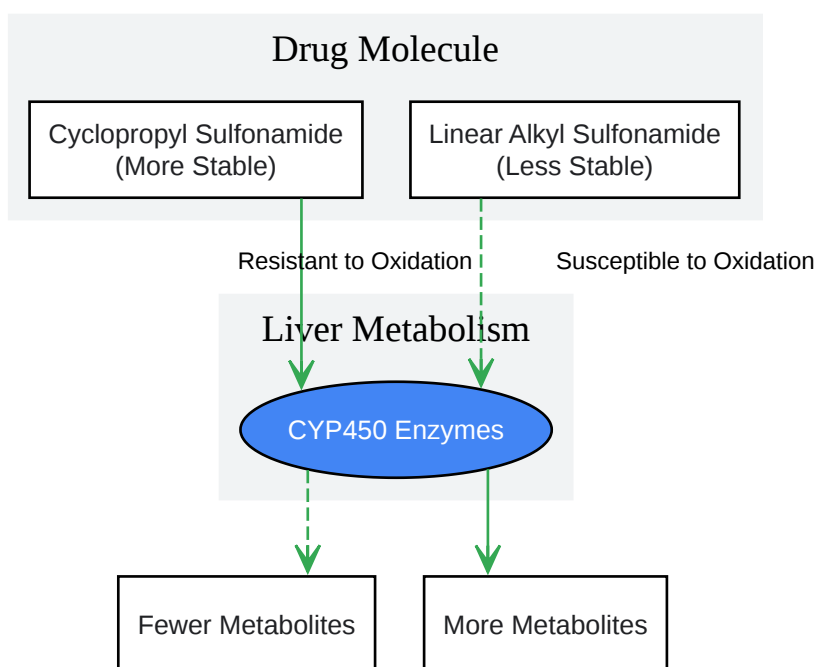 Drug Molecule
Cyclopropyl Sulfonamide
(More Stable)
Linear Alkyl Sulfonamide
(Less Stable)
Resistant to Oxidation
Susceptible to Oxidation
Liver Metabolism
CYP450 Enzymes
Fewer Metabolites
More Metabolites